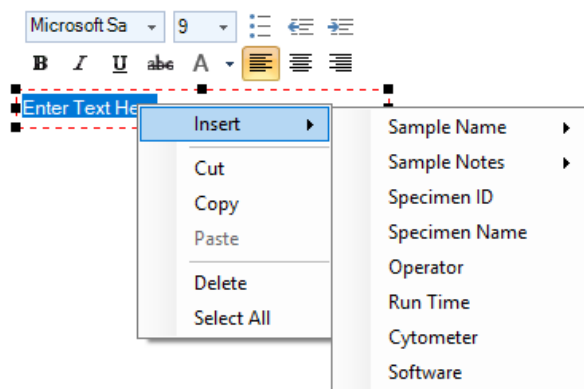 Microsoft Sa 9
B I U abc A
Enter Text He
Insert
Cut
Copy
Paste
Delete
Select All
Sample Name
Sample Notes
Specimen ID
Specimen Name
Operator
Run Time
Cytometer
Software